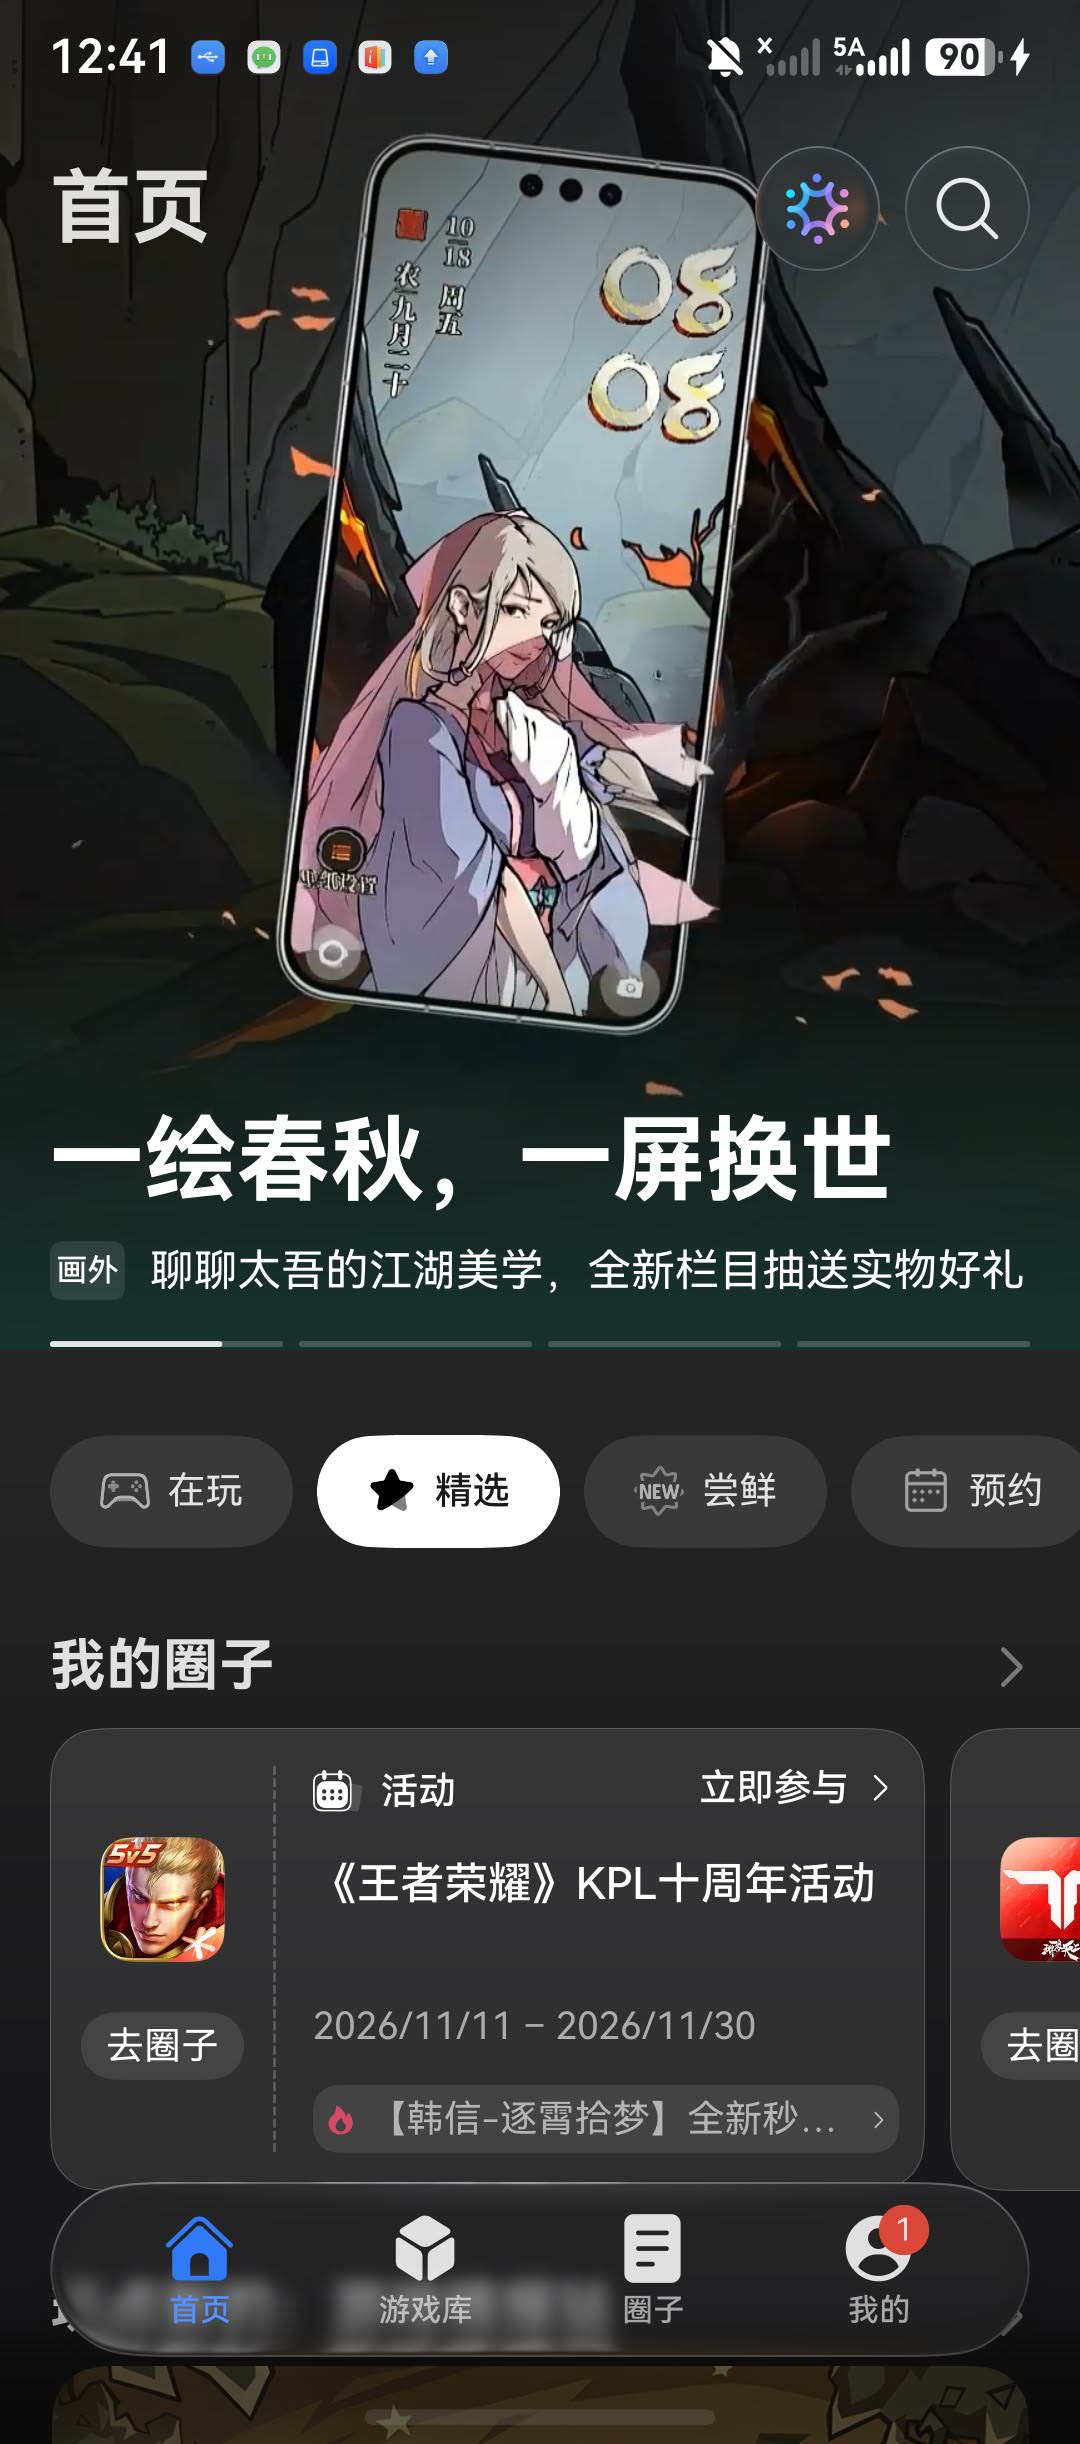 12:41
5A
90
首页
10
18
周五
农九月二十
08
08
一绘春秋，一屏换世
画外
聊聊太吾的江湖美学，全新栏目抽送实物好礼
在玩
精选
NEW
尝鲜
预约
我的圈子
活动
立即参与
5v5
《王者荣耀》KPL十周年活动
2026/11/11 – 2026/11/30
去圈子
去圈
【韩信-逐霄拾梦】全新秒...
1
首页
游戏库
圈子
我的